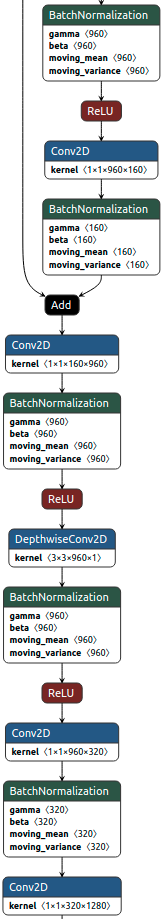 BatchNormalization
gamma ⟨960⟩
beta ⟨960⟩
moving_mean ⟨960⟩
moving_variance ⟨960⟩
ReLU
Conv2D
kernel ⟨1×1×960×160⟩
BatchNormalization
gamma ⟨160⟩
beta ⟨160⟩
moving_mean ⟨160⟩
moving_variance ⟨160⟩
Add
Conv2D
kernel ⟨1×1×160×960⟩
BatchNormalization
gamma ⟨960⟩
beta ⟨960⟩
moving_mean ⟨960⟩
moving_variance ⟨960⟩
ReLU
DepthwiseConv2D
kernel ⟨3×3×960×1⟩
BatchNormalization
gamma ⟨960⟩
beta ⟨960⟩
moving_mean ⟨960⟩
moving_variance ⟨960⟩
ReLU
Conv2D
kernel ⟨1×1×960×320⟩
BatchNormalization
gamma ⟨320⟩
beta ⟨320⟩
moving_mean ⟨320⟩
moving_variance ⟨320⟩
Conv2D
kernel ⟨1×1×320×1280⟩